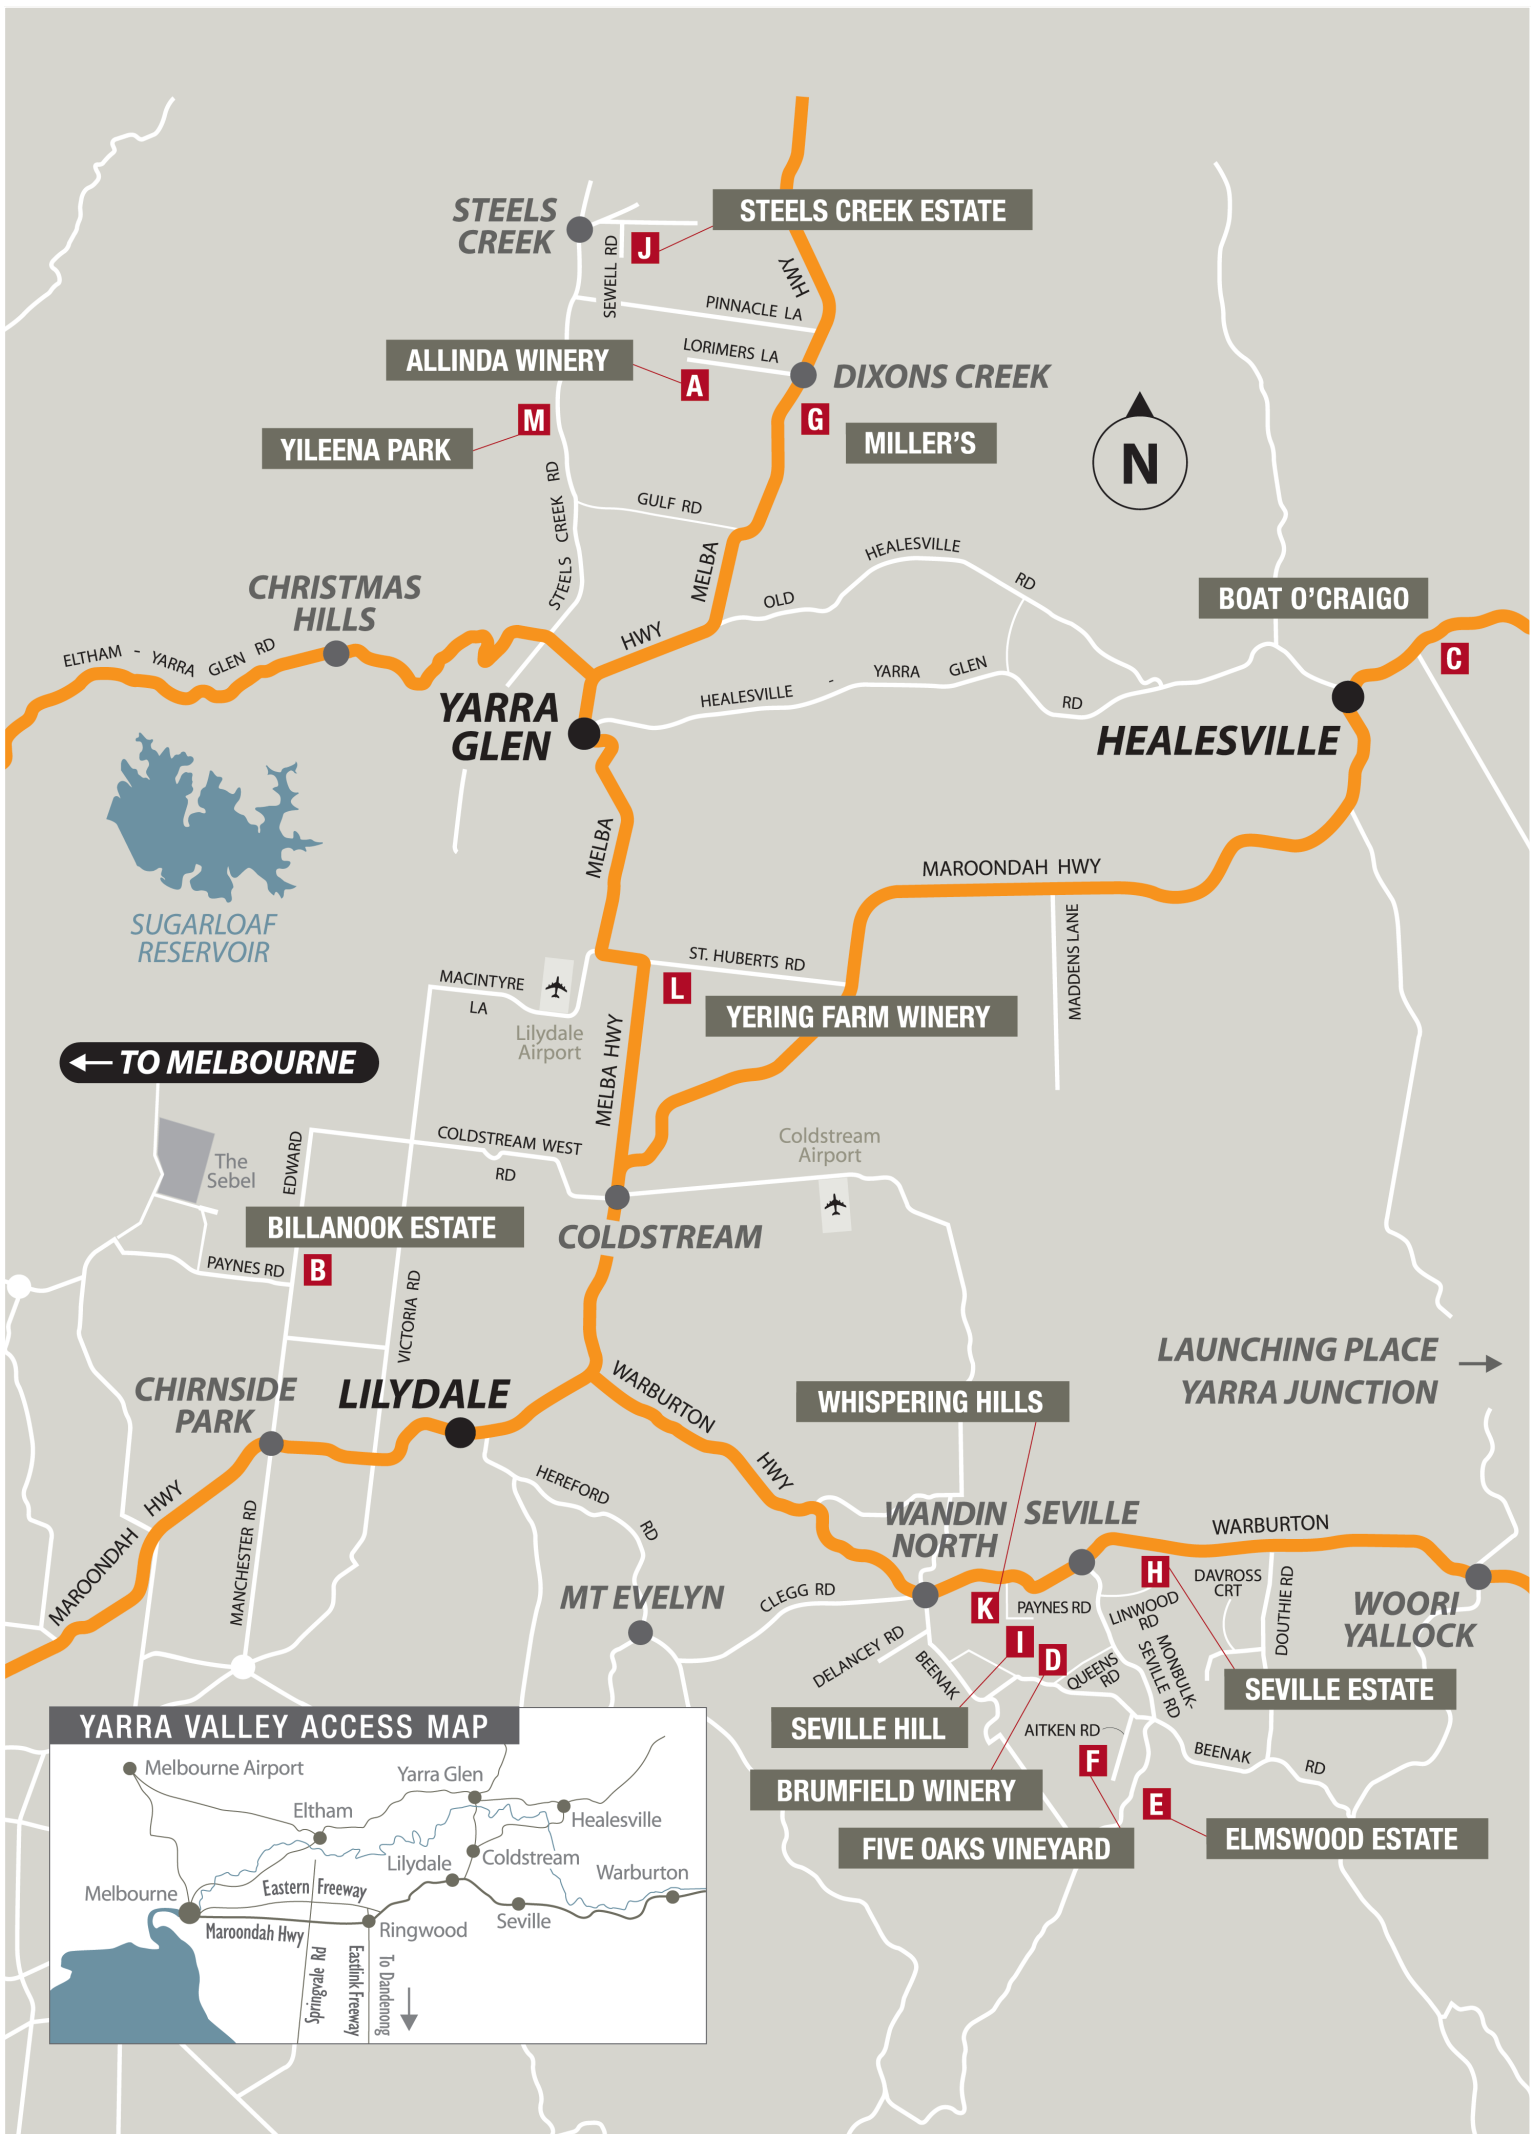 STEELS
CREEK
STEELS CREEK ESTATE
J
SEWELL RD
HWY
PINNACLE LA
LORIMERS LA
ALLINDA WINERY
A
DIXONS CREEK
M
G
YILEENA PARK
MILLER'S
N
STEELS CREEK RD
GULF RD
MELBA
HWY
OLD
HEALESVILLE
RD
CHRISTMAS
HILLS
ELTHAM - YARRA GLEN RD
BOAT O'CRAIGO
C
HEALESVILLE - YARRA GLEN
RD
YARRA
GLEN
HEALESVILLE
MELBA
SUGARLOAF
RESERVOIR
MAROONDAH HWY
MADDENS LANE
ST. HUBERTS RD
MACINTYRE
LA
L
YERING FARM WINERY
Lilydale
Airport
MELBA HWY
← TO MELBOURNE
The
Sebel
EDWARD
COLDSTREAM WEST
RD
Coldstream
Airport
BILLANOOK ESTATE
COLDSTREAM
PAYNES RD
B
VICTORIA RD
LAUNCHING PLACE
YARRA JUNCTION
CHIRNSIDE
PARK
LILYDALE
WARBURTON
HWY
WHISPERING HILLS
HEREFORD
RD
MAROONDAH HWY
MANCHESTER RD
WANDIN
NORTH
SEVILLE
WARBURTON
MT EVELYN
CLEGG RD
K
PAYNES RD
H
LINWOOD
RD
DAVROSS
CRT
DOUTHIE RD
WOORI
YALLOCK
DELANCEY RD
BEENAK
I
D
QUEENS
RD
MONBULK-
SEVILLE RD
SEVILLE ESTATE
SEVILLE HILL
AITKEN RD
BEENAK
RD
F
BRUMFIELD WINERY
E
FIVE OAKS VINEYARD
ELMSWOOD ESTATE
YARRA VALLEY ACCESS MAP
Melbourne Airport
Yarra Glen
Eltham
Healesville
Lilydale
Coldstream
Warburton
Melbourne
Eastern Freeway
Maroondah Hwy
Ringwood
Seville
Springvale Rd
Eastlink Freeway
To Dandenong